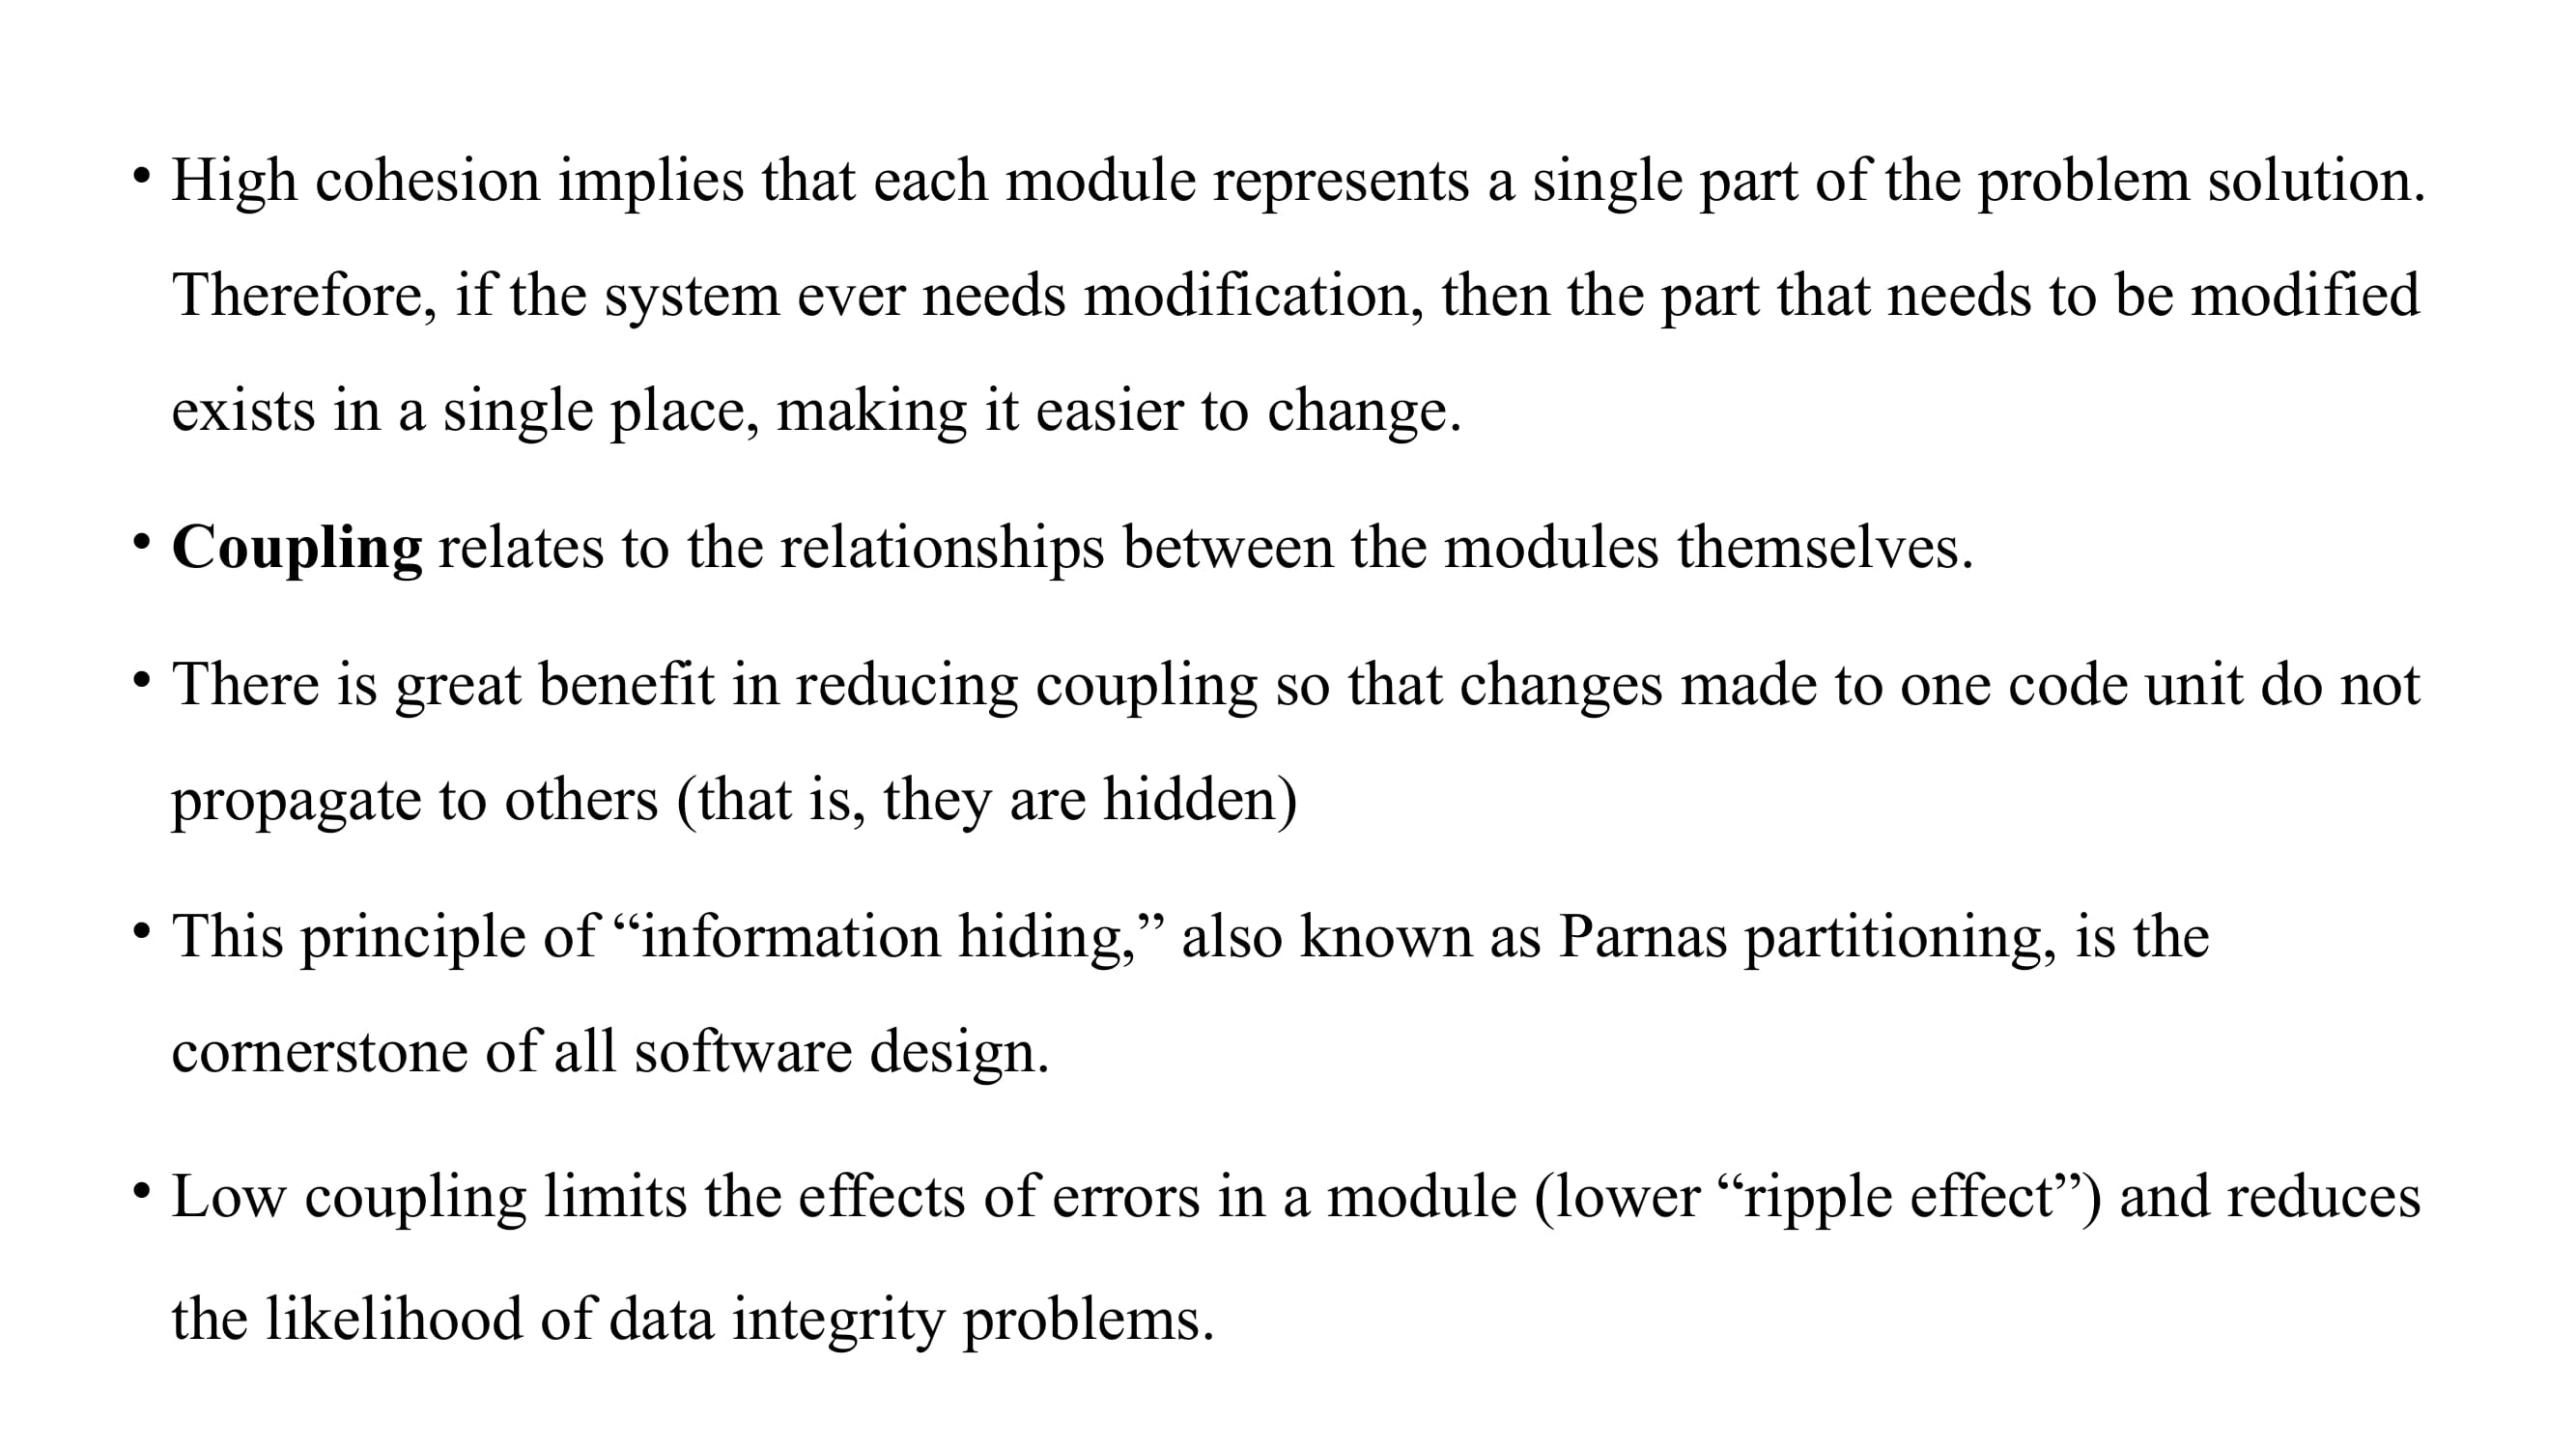 • High cohesion implies that each module represents a single part of the problem solution.
Therefore, if the system ever needs modification, then the part that needs to be modified
exists in a single place, making it easier to change.
• Coupling relates to the relationships between the modules themselves.
• There is great benefit in reducing coupling so that changes made to one code unit do not
propagate to others (that is, they are hidden)
• This principle of “information hiding,” also known as Parnas partitioning, is the
cornerstone of all software design.
• Low coupling limits the effects of errors in a module (lower “ripple effect”) and reduces
the likelihood of data integrity problems.